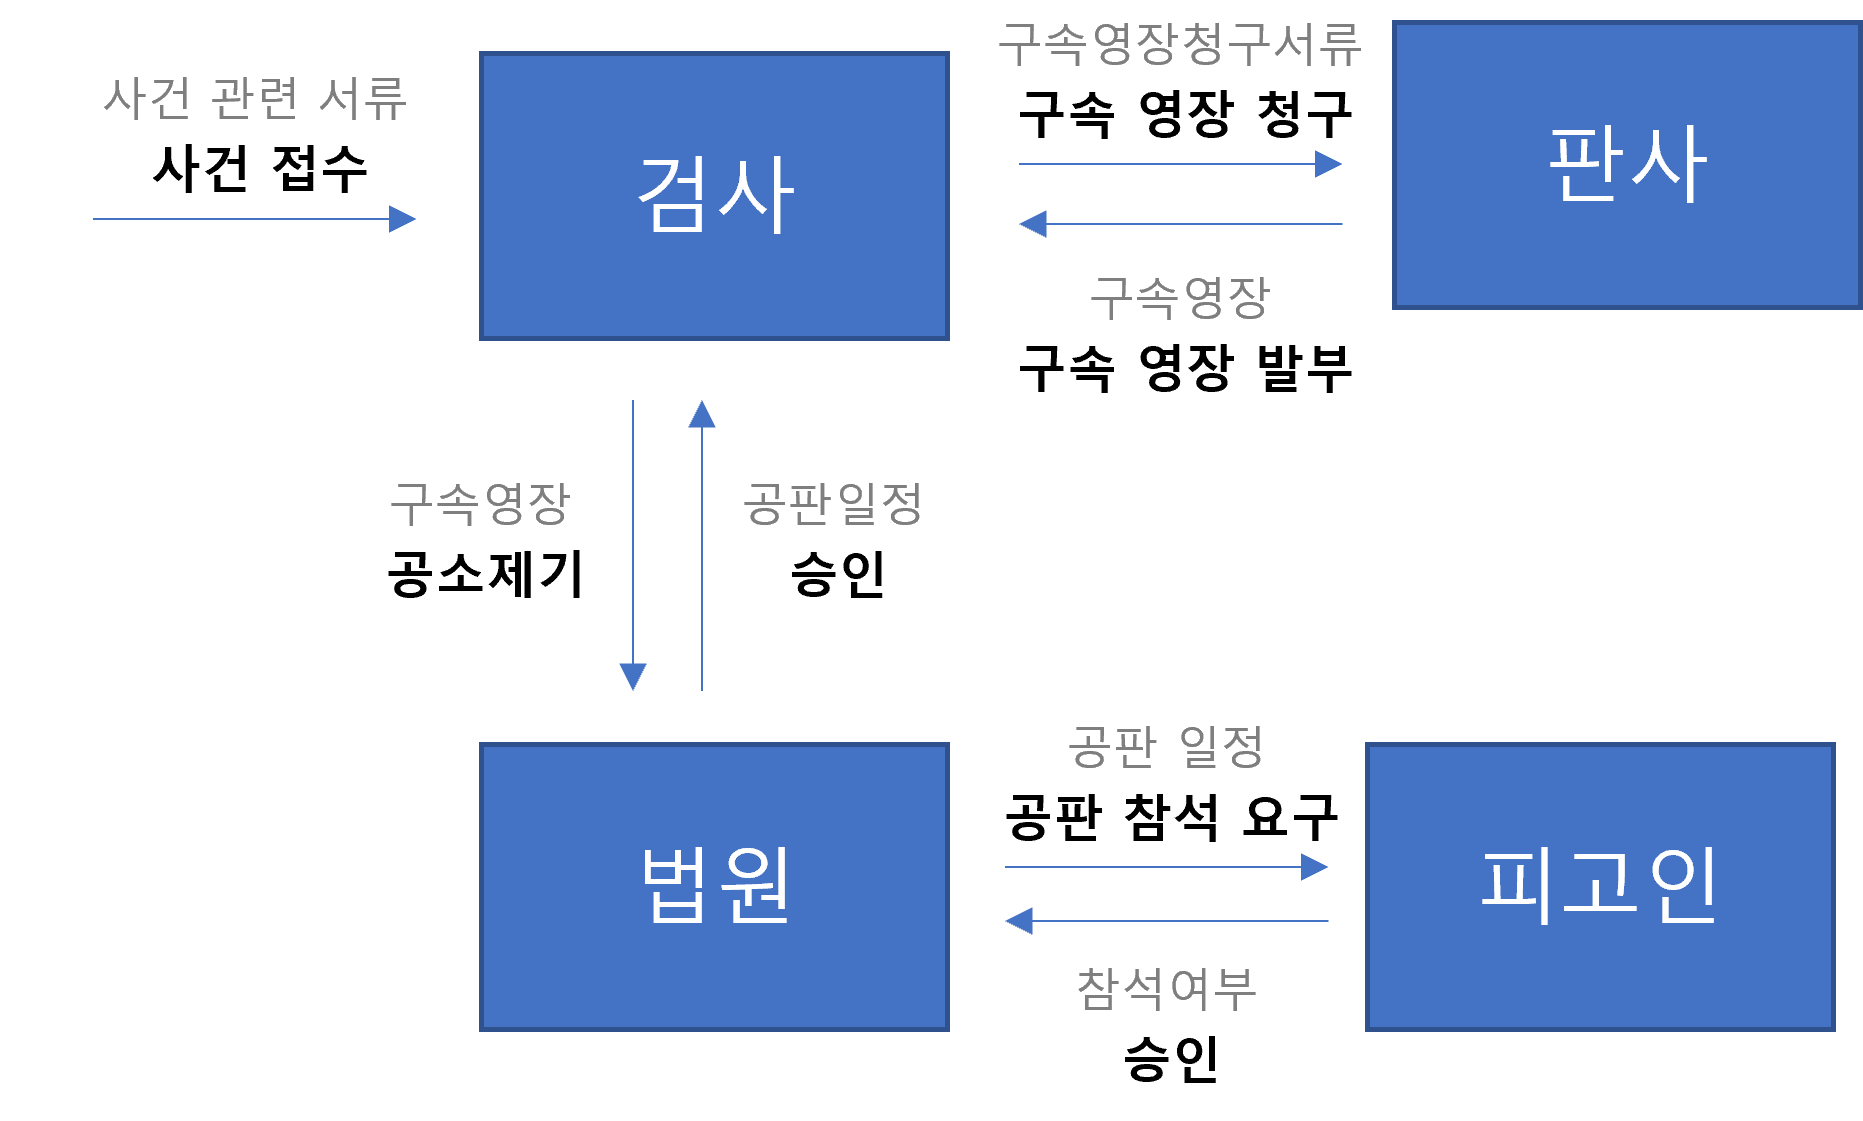 사건 관련 서류
사건 접수
검사
구속영장청구서류
구속 영장 청구
판사
구속영장
구속 영장 발부
구속영장
공소제기
공판일정
승인
법원
공판 일정
공판 참석 요구
피고인
참석여부
승인